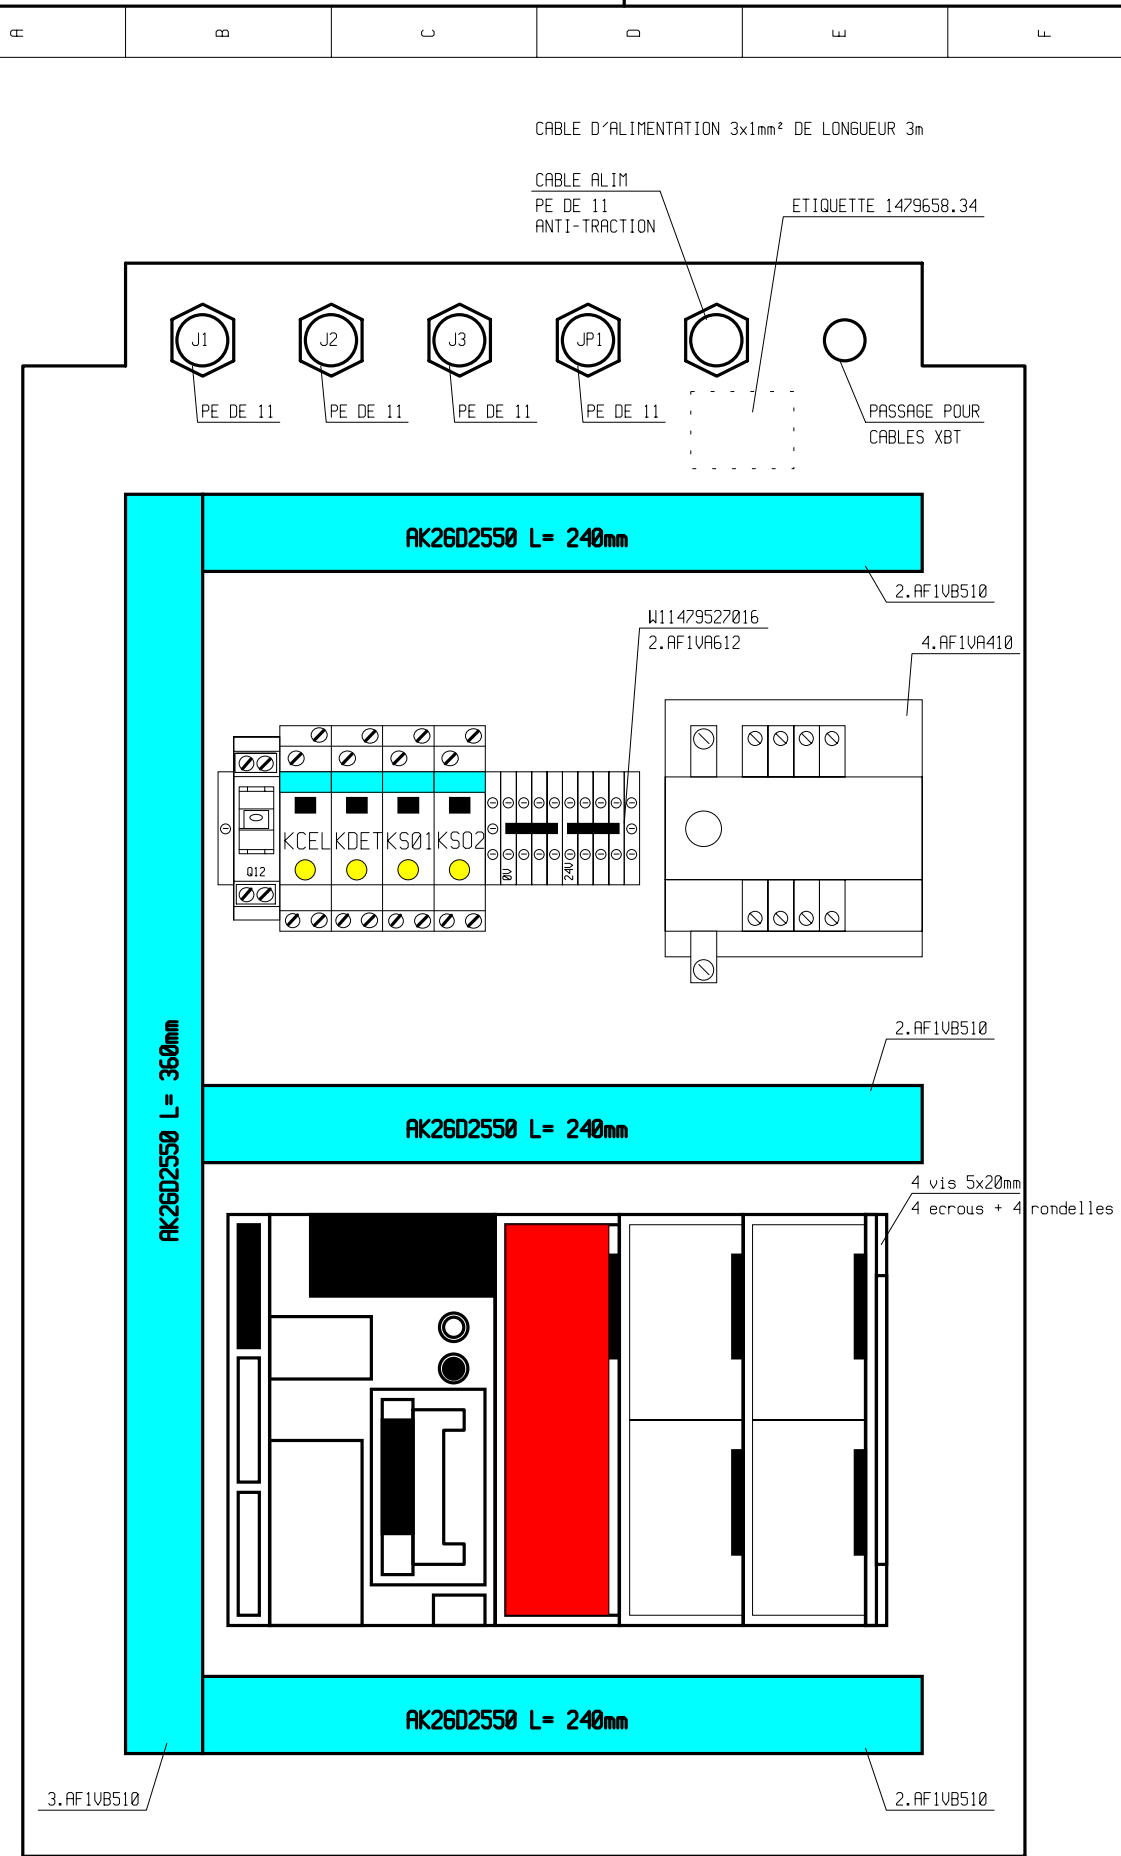 A B C D E F
CABLE D'ALIMENTATION 3x1mm² DE LONGUEUR 3m
CABLE ALIM
PE DE 11
ANTI-TRACTION
ETIQUETTE 1479658.34
J1 J2 J3 JP1
PE DE 11 PE DE 11 PE DE 11 PE DE 11
PASSAGE POUR
CABLES XBT
AK26D2550 L= 240mm
2.AF1VB510
W11479527016
2.AF1VA612
4.AF1VA410
KCEL KDET KS01 KSO2
Q12
0V 24V
AK26D2550 L= 360mm
2.AF1VB510
AK26D2550 L= 240mm
4 vis 5x20mm
4 ecrous + 4 rondelles
AK26D2550 L= 240mm
3.AF1VB510
2.AF1VB510